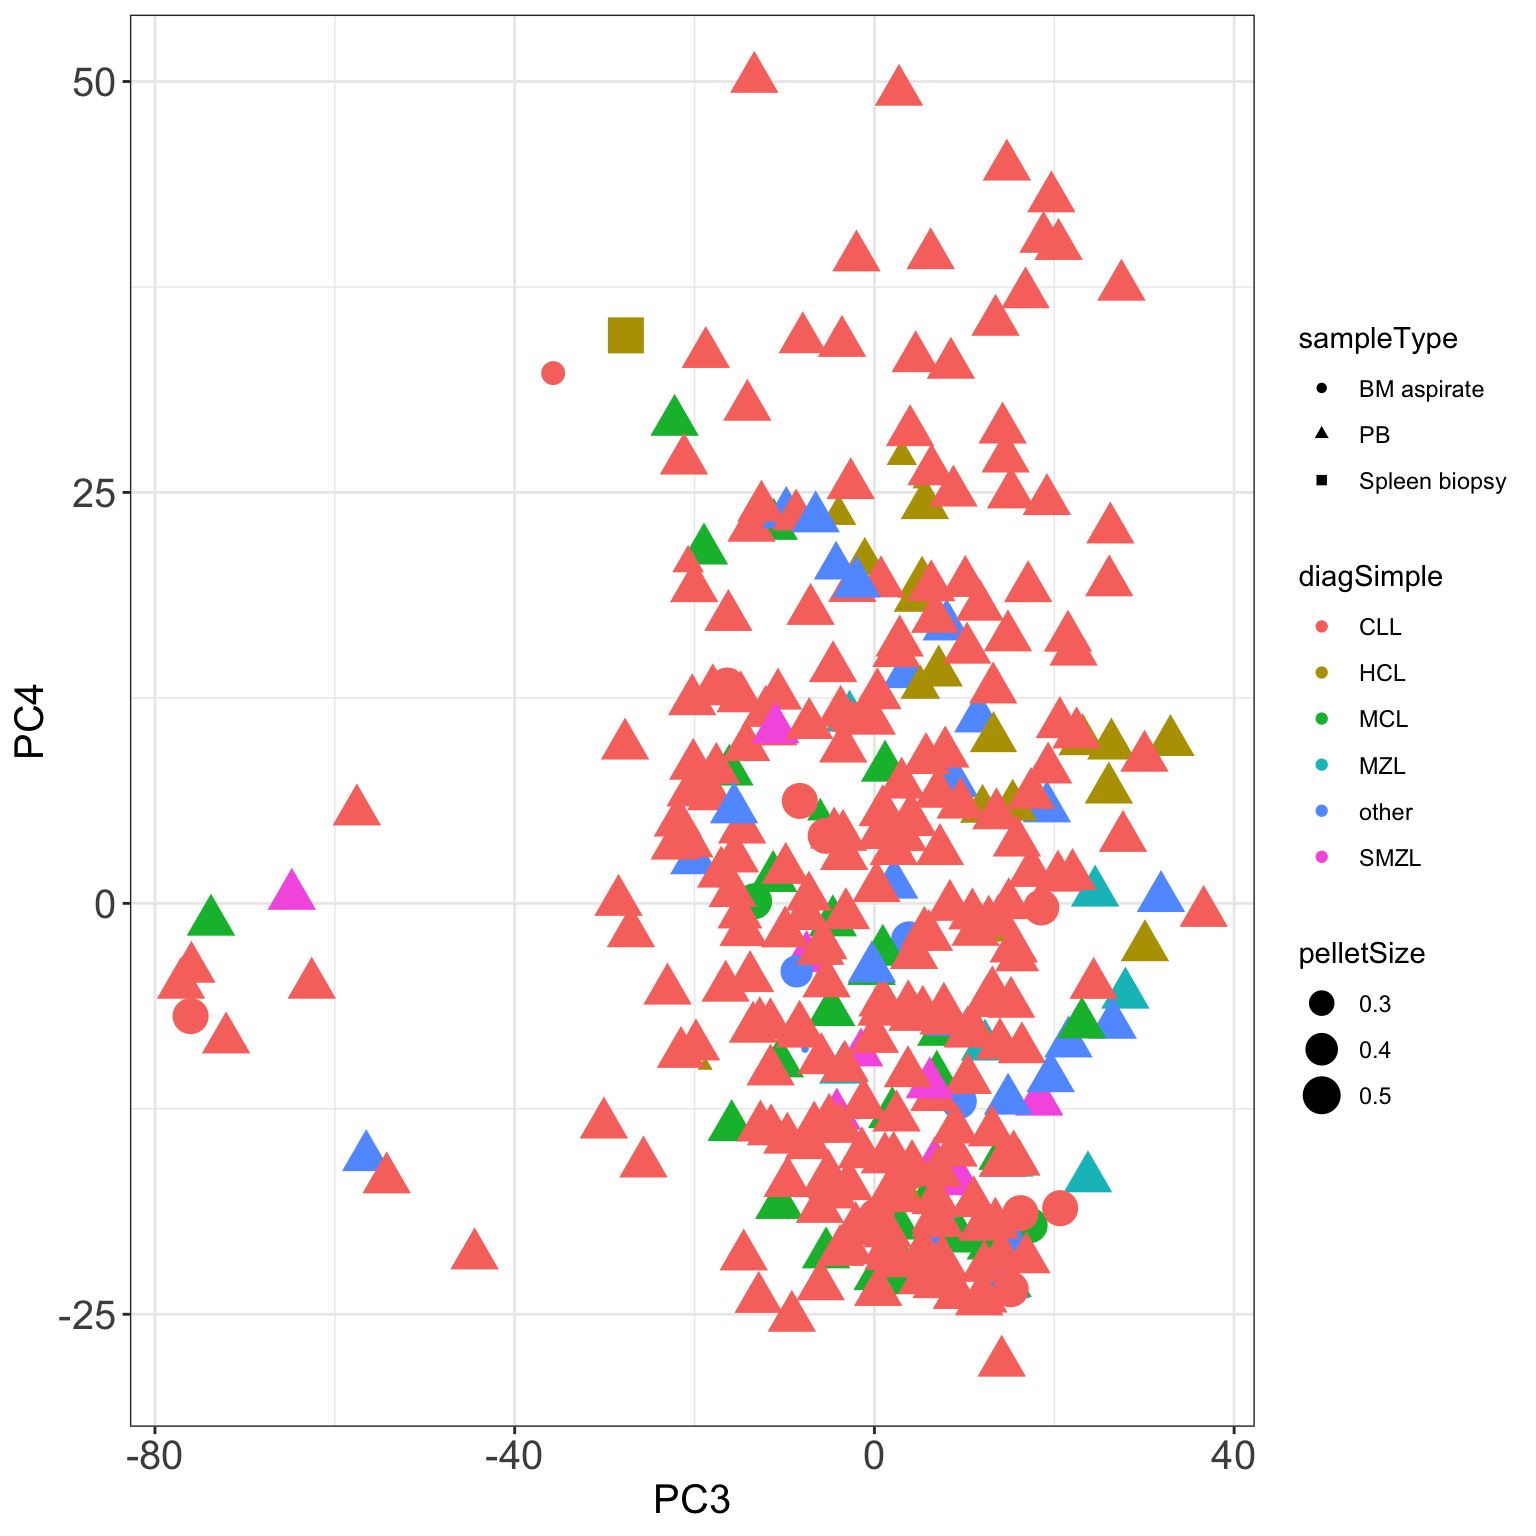 50
25
0
-25
-80
-40
0
40
PC3
PC4
sampleType
BM aspirate
PB
Spleen biopsy
diagSimple
CLL
HCL
MCL
MZL
other
SMZL
pelletSize
0.3
0.4
0.5